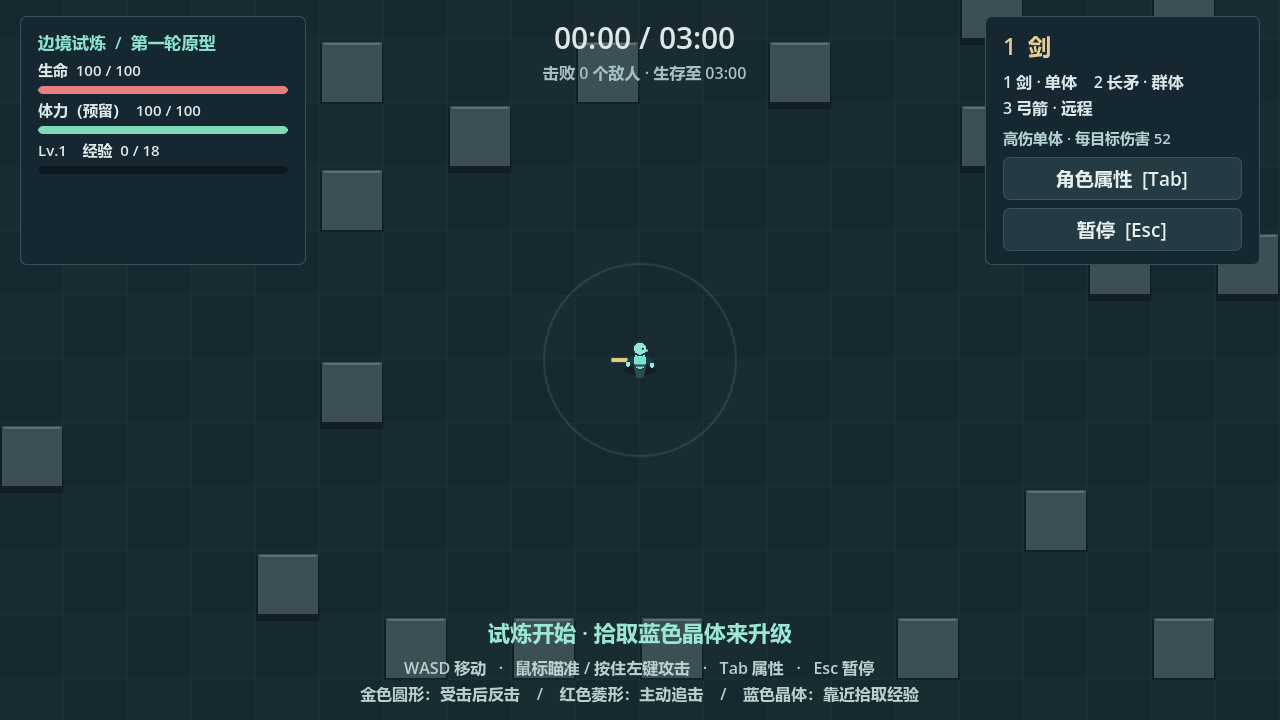 边境试炼 / 第一轮原型
生命 100 / 100
体力（预留） 100 / 100
Lv.1 经验 0 / 18
00:00 / 03:00
击败 0 个敌人 · 生存至 03:00
1 剑
1 剑 · 单体 2 长矛 · 群体
3 弓箭 · 远程
高伤单体 · 每目标伤害 52
角色属性 [Tab]
暂停 [Esc]
试炼开始 · 拾取蓝色晶体来升级
WASD 移动 · 鼠标瞄准 / 按住左键攻击 · Tab 属性 · Esc 暂停
金色圆形：受击后反击 / 红色菱形：主动追击 / 蓝色晶体：靠近拾取经验